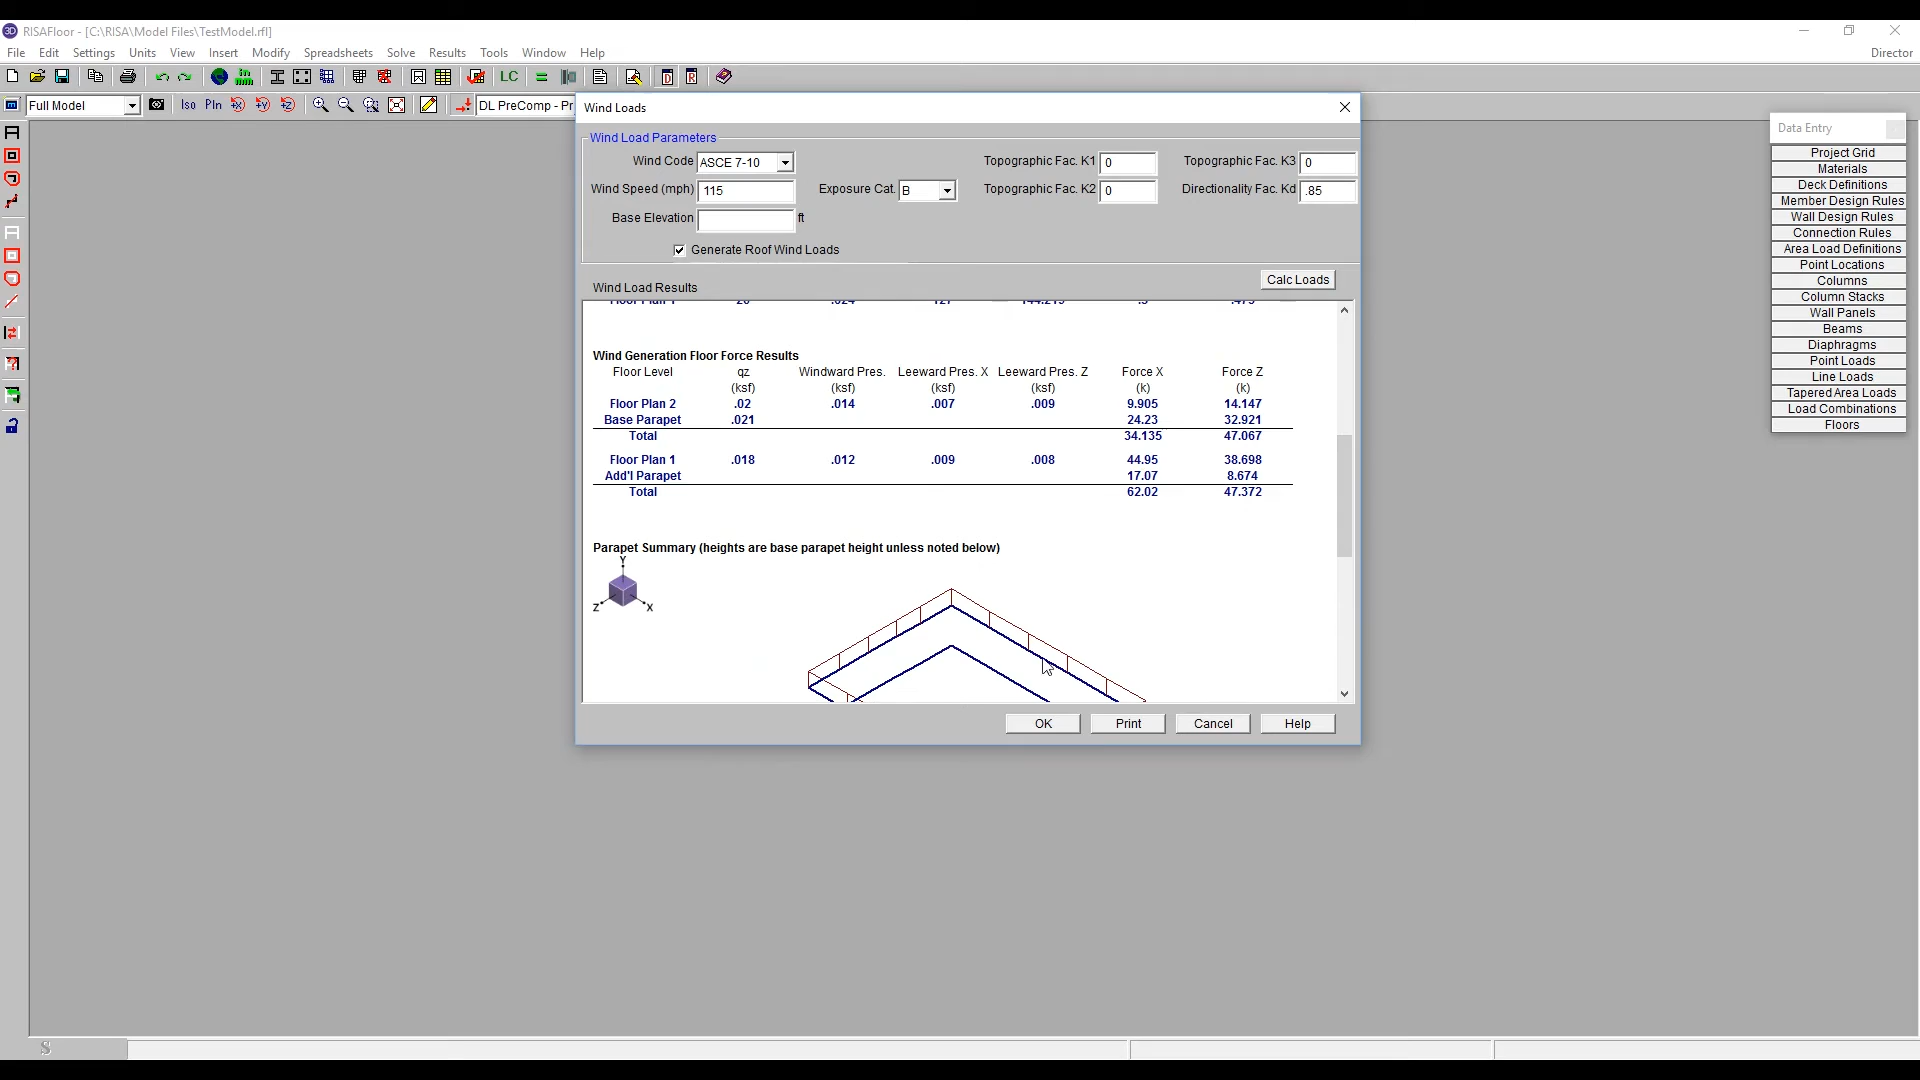 RISAFloor - [C:\RISA\Model Files\TestModel.rfl]
File Edit Settings Units View Insert Modify Spreadsheets Solve Results Tools Window Help Director
LC D R
Full Model Iso Pln DL PreComp - Pr
Wind Loads
Wind Load Parameters
Wind Code ASCE 7-10 Topographic Fac. K1 0 Topographic Fac. K3 0
Wind Speed (mph) 115 Exposure Cat. B Topographic Fac. K2 0 Directionality Fac. Kd .85
Base Elevation ft
Generate Roof Wind Loads
Calc Loads
Wind Load Results
Wind Generation Floor Force Results
Floor Level qz Windward Pres. Leeward Pres. X Leeward Pres. Z Force X Force Z
(ksf) (ksf) (ksf) (ksf) (k) (k)
Floor Plan 2 .02 .014 .007 .009 9.905 14.147
Base Parapet .021 24.23 32.921
Total 34.135 47.067
Floor Plan 1 .018 .012 .009 .008 44.95 38.698
Add'l Parapet 17.07 8.674
Total 62.02 47.372
Parapet Summary (heights are base parapet height unless noted below)
Y
Z X
OK Print Cancel Help
Data Entry
Project Grid
Materials
Deck Definitions
Member Design Rules
Wall Design Rules
Connection Rules
Area Load Definitions
Point Locations
Columns
Column Stacks
Wall Panels
Beams
Diaphragms
Point Loads
Line Loads
Tapered Area Loads
Load Combinations
Floors
S